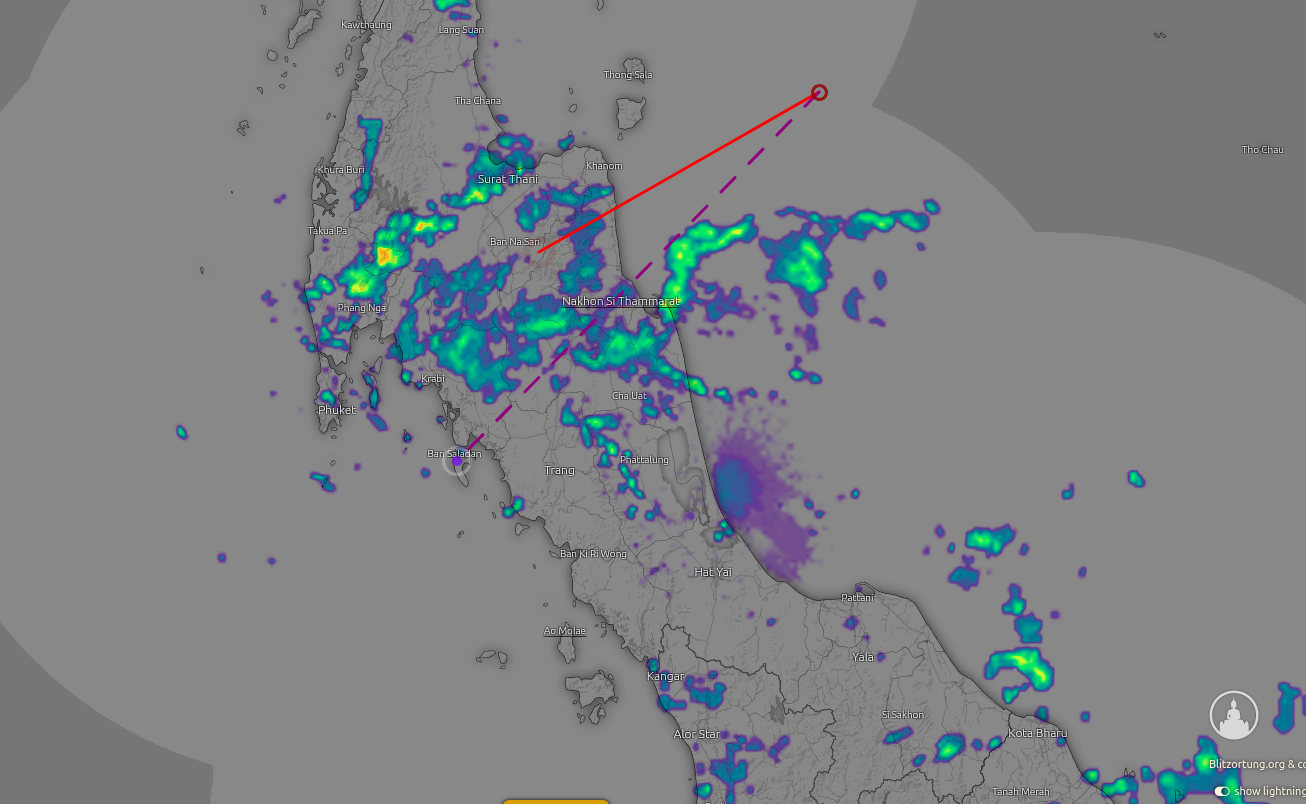 Kawthaung
Lang Suan
Thong Sala
Tha Chana
Tho Chau
Khura Buri
Khanom
Surat Thani
Takua Pa
Ban Na San
Nakhon Si Thammarat
Phang Nga
Krabi
Cha Uat
Phuket
Ban Saladan
Phattalung
Trang
Ban Ki Ri Wong
Hat Yai
Pattani
Ao Molae
Yala
Kangar
Si Sakhon
Alor Star
Kota Bharu
Blitzortung.org & co
Tanah Merah
show lightning